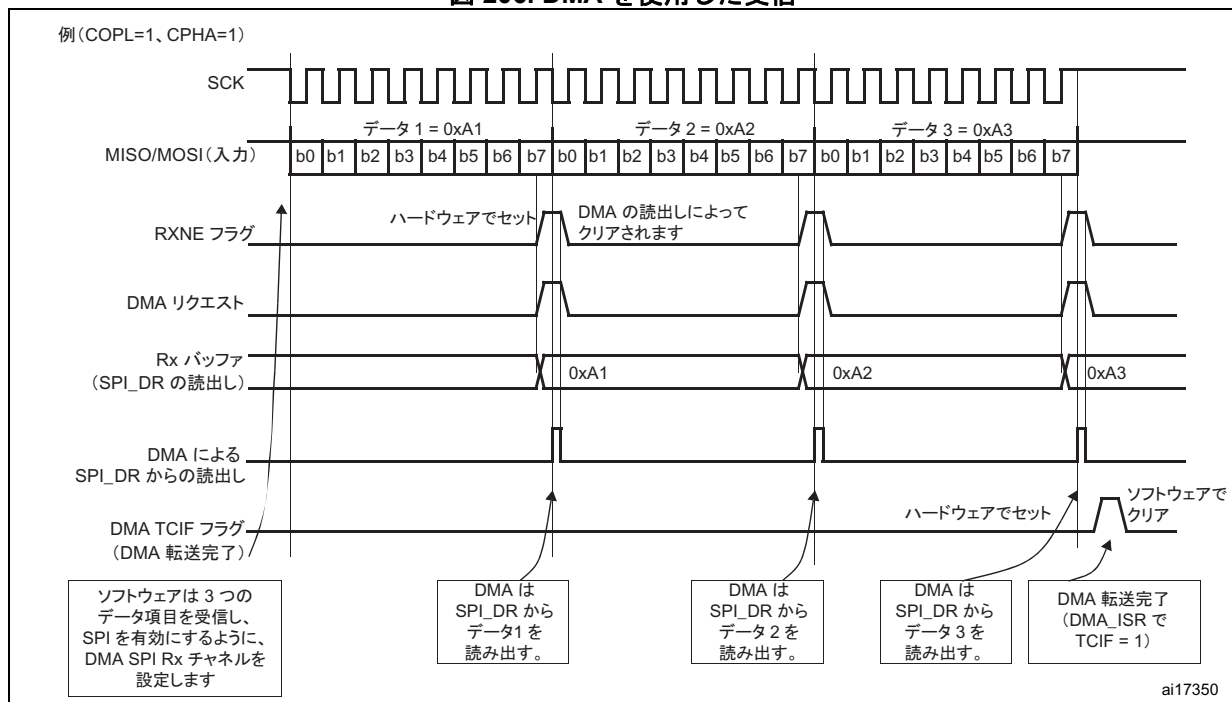 例（COPL=1、CPHA=1）
SCK
データ 1 = 0xA1
データ 2 = 0xA2
データ 3 = 0xA3
MISO/MOSI（入力）
b0 b1 b2 b3 b4 b5 b6 b7 b0 b1 b2 b3 b4 b5 b6 b7 b0 b1 b2 b3 b4 b5 b6 b7
ハードウェアでセット
DMA の読出しによって
クリアされます
RXNE フラグ
DMA リクエスト
Rx バッファ
（SPI_DR の読出し）
0xA1
0xA2
0xA3
DMA による
SPI_DR からの読出し
DMA TCIF フラグ
（DMA 転送完了）
ハードウェアでセット
ソフトウェアで
クリア
ソフトウェアは 3 つの
データ項目を受信し、
SPI を有効にするように、
DMA SPI Rx チャネルを
設定します
DMA は
SPI_DR から
データ1 を
読み出す。
DMA は
SPI_DR から
データ 2 を
読み出す。
DMA は
SPI_DR から
データ 3 を
読み出す。
DMA 転送完了
（DMA_ISR で
TCIF = 1）
ai17350